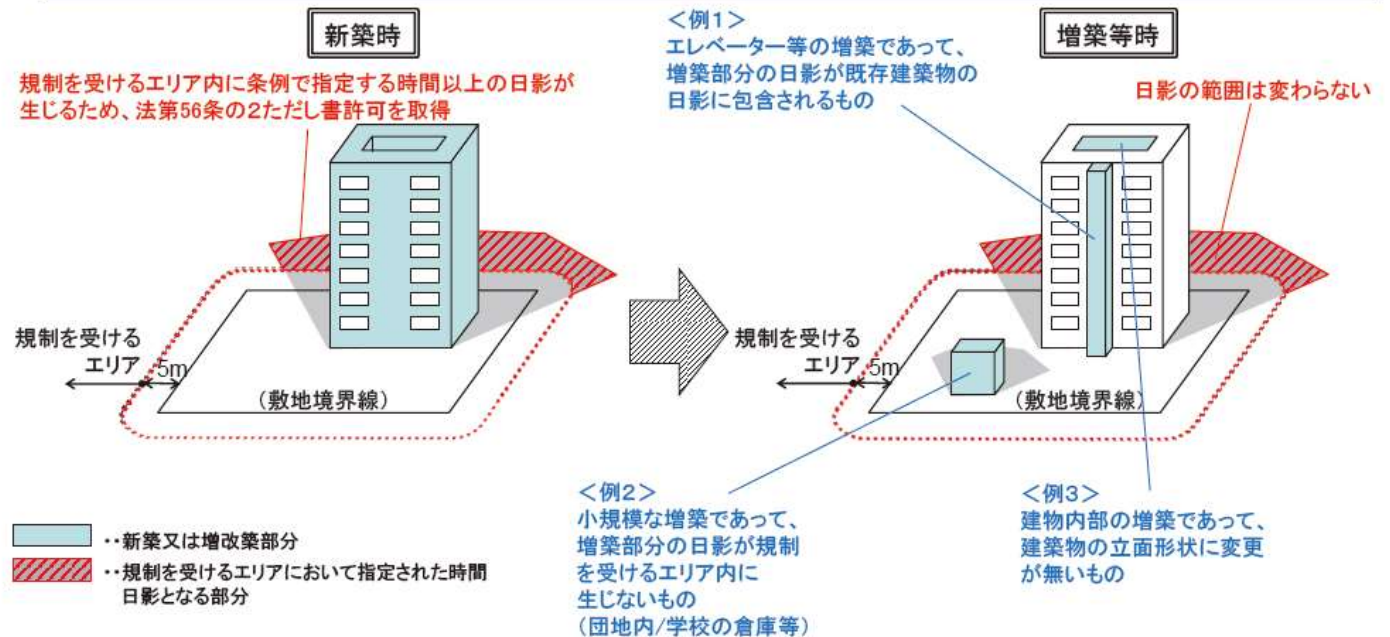 新築時
規制を受けるエリア内に条例で指定する時間以上の日影が
生じるため、法第56条の2ただし書許可を取得
規制を受ける
エリア
5m
(敷地境界線)
＜例1＞
エレベーター等の増築であって、
増築部分の日影が既存建築物の
日影に包含されるもの
増築等時
日影の範囲は変わらない
規制を受ける
エリア
5m
(敷地境界線)
＜例2＞
小規模な増築であって、
増築部分の日影が規制
を受けるエリア内に
生じないもの
(団地内/学校の倉庫等)
＜例3＞
建物内部の増築であって、
建築物の立面形状に変更
が無いもの
‥新築又は増改築部分
‥規制を受けるエリアにおいて指定された時間
日影となる部分